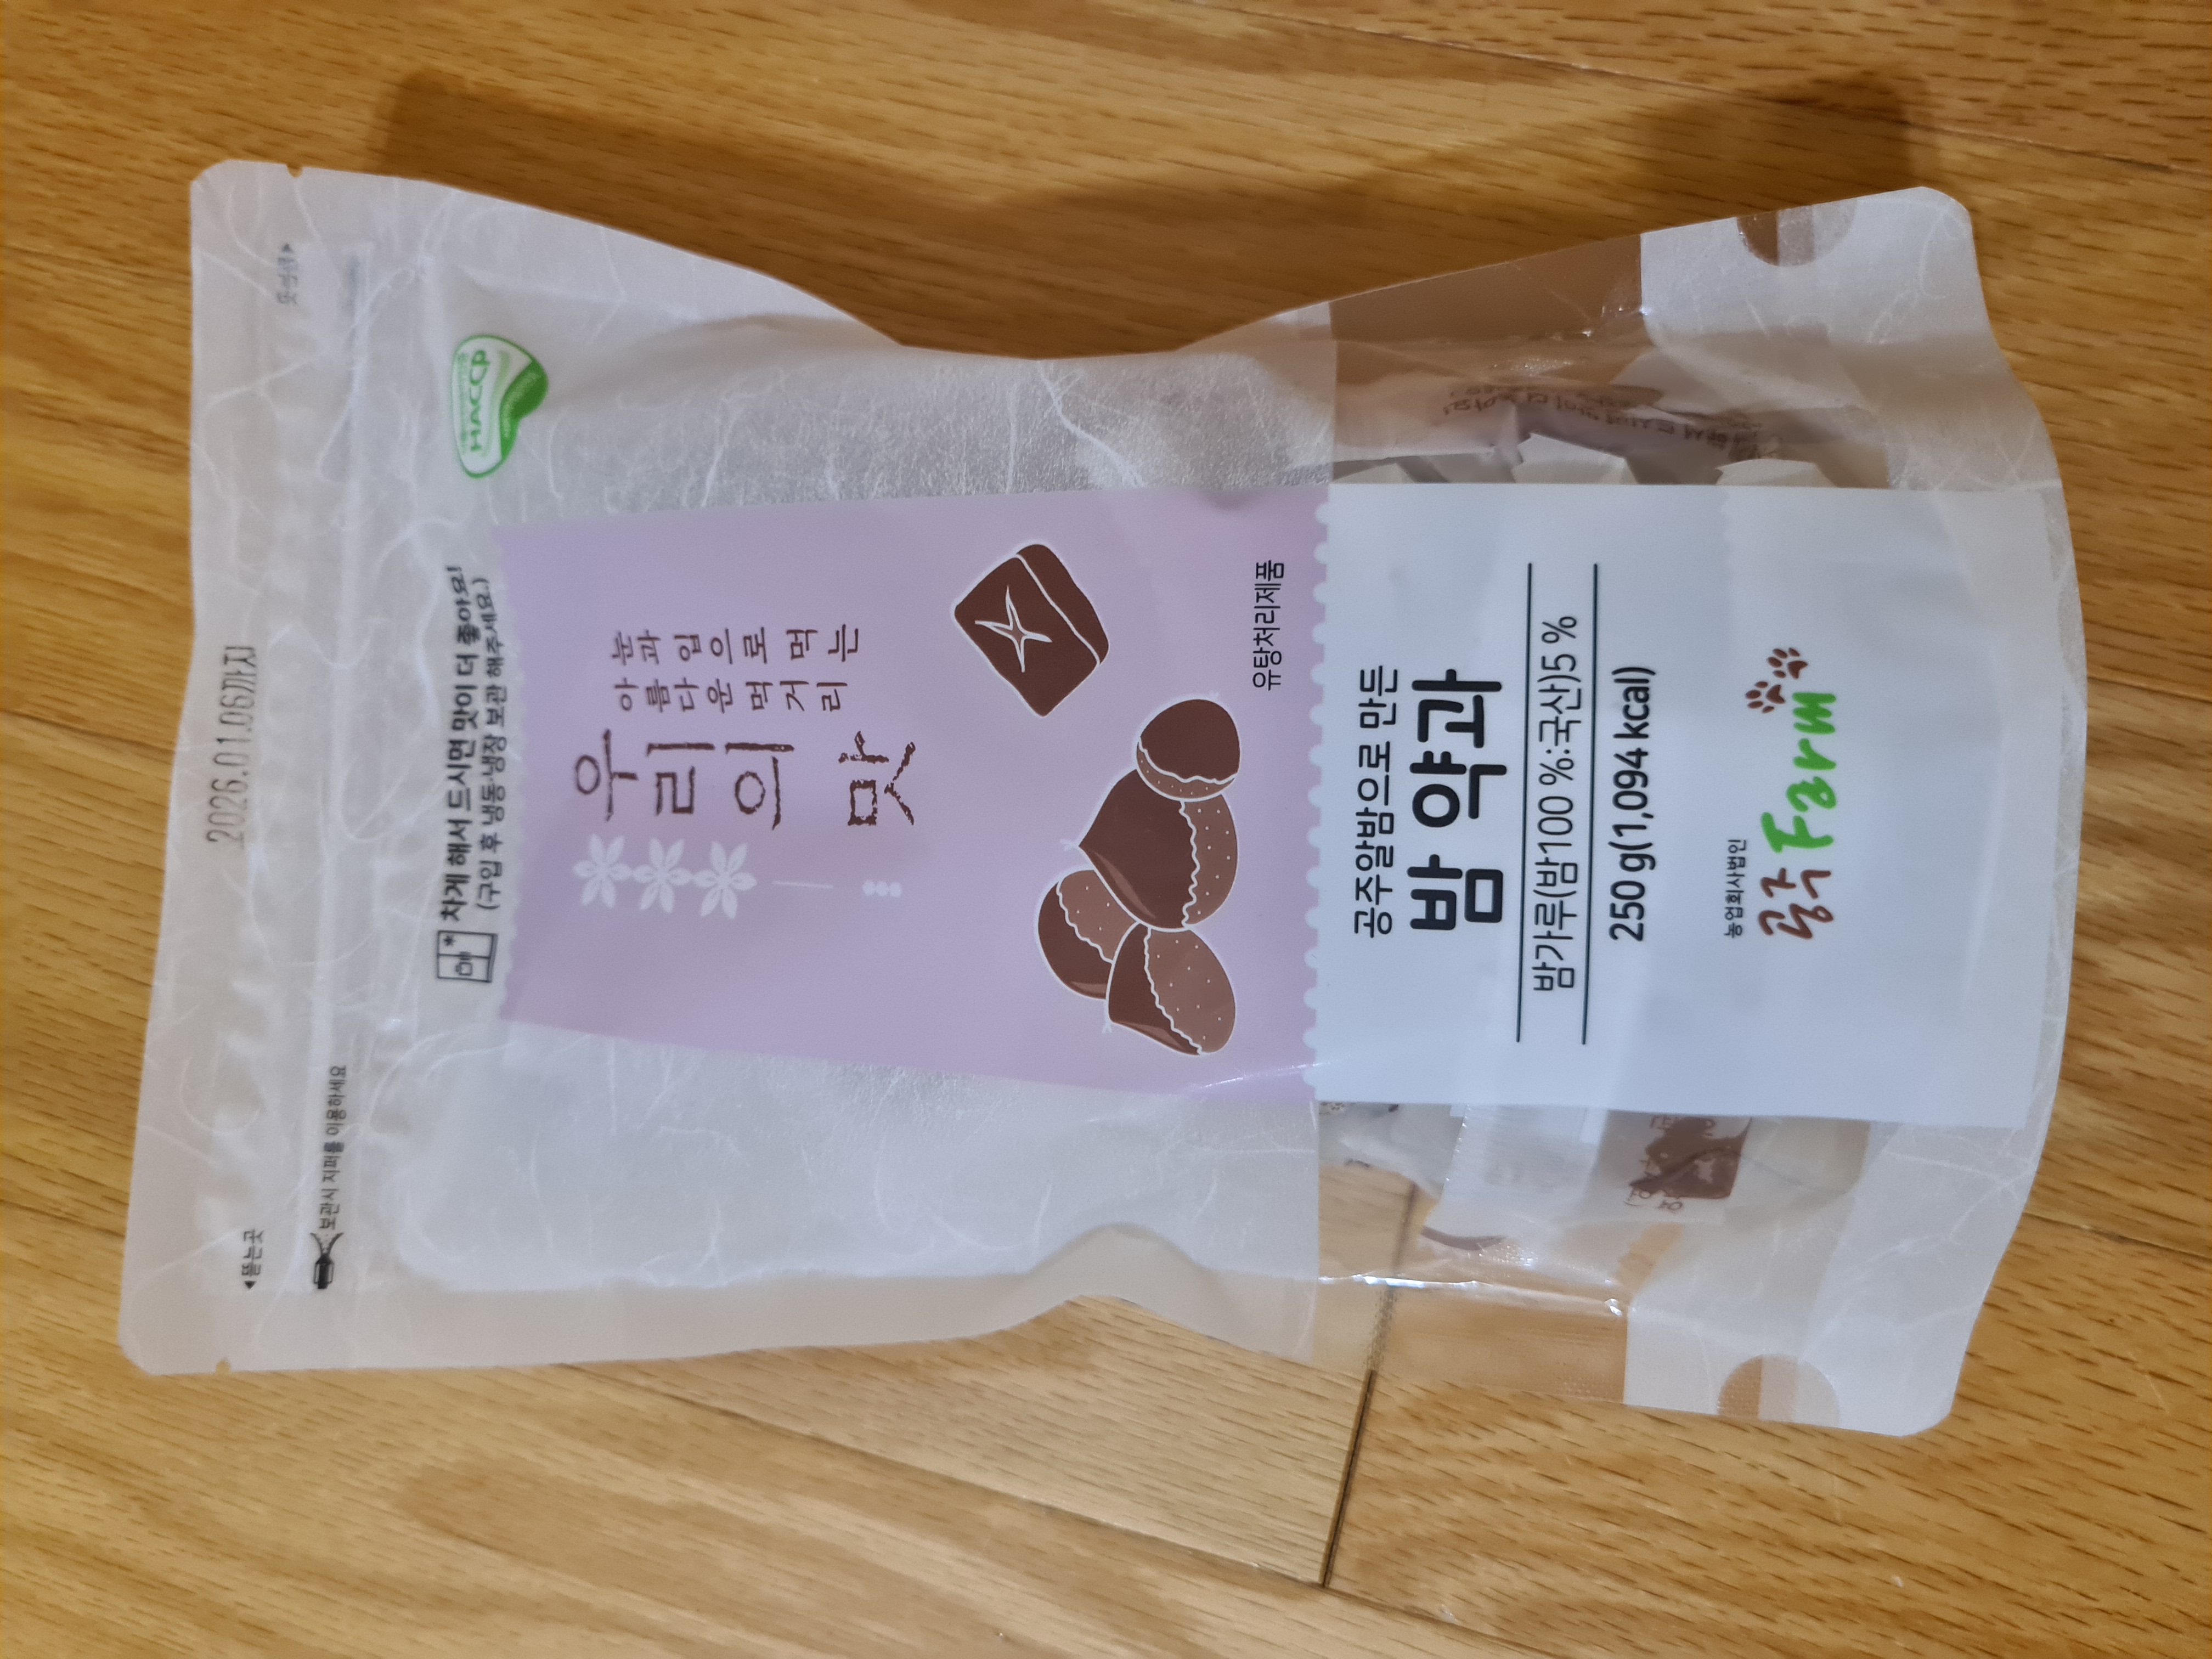 2026.01.06까지
◀뜯는곳
뜯는곳▶
보관시 지퍼를 이용하세요
차게 해서 드시면 맛이 더 좋아요!
(구입 후 냉동·냉장 보관 해주세요.)
HACCP
눈과 입으로 먹는
아름다운 먹거리
우리의 맛
유탕처리제품
공주알밤으로 만든
밤 약과
밤가루(밤100 %:국산)5 %
250 g(1,094 kcal)
농업회사법인
Farm